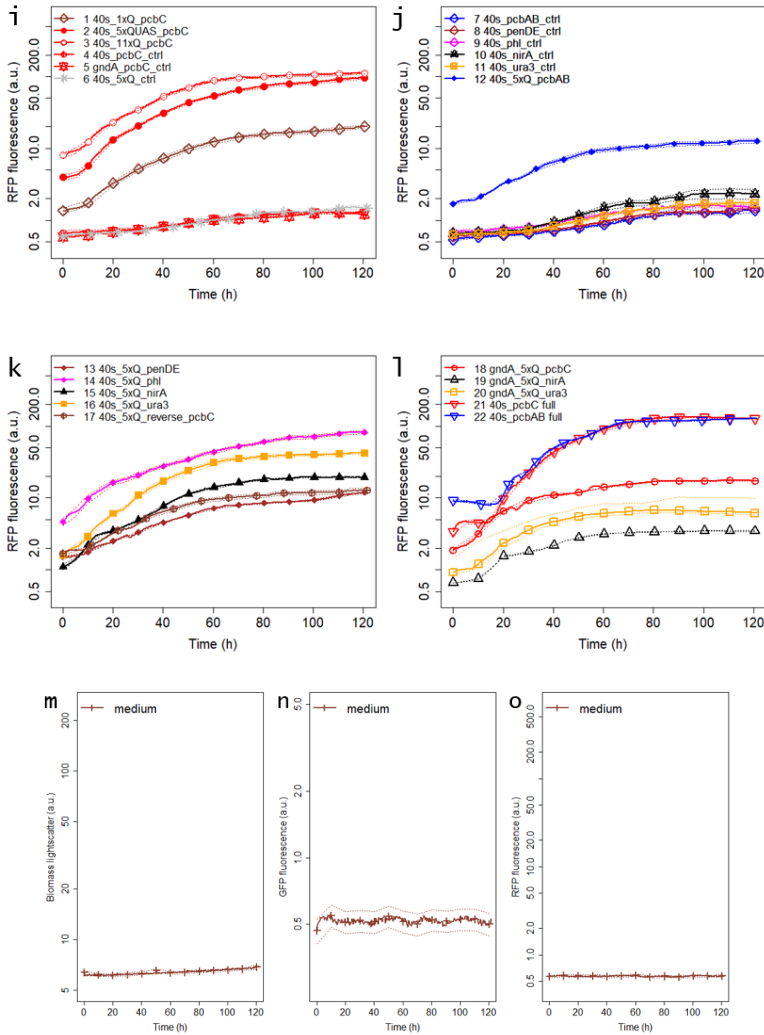 i
1 40s_1xQ_pcbC
2 40s_5xQUAS_pcbC
3 40s_11xQ_pcbC
4 40s_pcbC_ctrl
5 gndA_pcbC_ctrl
6 40s_5xQ_ctrl
RFP fluorescence (a.u.)
200.0
50.0
10.0
2.0
0.5
0 20 40 60 80 100 120
Time (h)
j
7 40s_pcbAB_ctrl
8 40s_penDE_ctrl
9 40s_phl_ctrl
10 40s_nirA_ctrl
11 40s_ura3_ctrl
12 40s_5xQ_pcbAB
RFP fluorescence (a.u.)
200.0
50.0
10.0
2.0
0.5
0 20 40 60 80 100 120
Time (h)
k
13 40s_5xQ_penDE
14 40s_5xQ_phl
15 40s_5xQ_nirA
16 40s_5xQ_ura3
17 40s_5xQ_reverse_pcbC
RFP fluorescence (a.u.)
200.0
50.0
10.0
2.0
0.5
0 20 40 60 80 100 120
Time (h)
l
18 gndA_5xQ_pcbC
19 gndA_5xQ_nirA
20 gndA_5xQ_ura3
21 40s_pcbC full
22 40s_pcbAB full
RFP fluorescence (a.u.)
200.0
50.0
10.0
2.0
0.5
0 20 40 60 80 100 120
Time (h)
m
medium
Biomass lightscatter (a.u.)
200
100
50
20
10
5
0 20 40 60 80 100 120
Time (h)
n
medium
GFP fluorescence (a.u.)
5.0
2.0
1.0
0.5
0 20 40 60 80 100 120
Time (h)
o
medium
RFP fluorescence (a.u.)
500.0
50.0
20.0
5.0
2.0
0.5
0 20 40 60 80 100 120
Time (h)